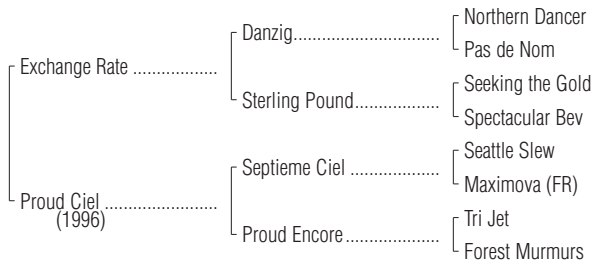 Northern Dancer
Danzig..............................
Pas de Nom
Exchange Rate .................
Seeking the Gold
Sterling Pound..................
Spectacular Bev
Seattle Slew
Septieme Ciel ...................
Maximova (FR)
Proud Ciel .......................
(1996)
Tri Jet
Proud Encore....................
Forest Murmurs